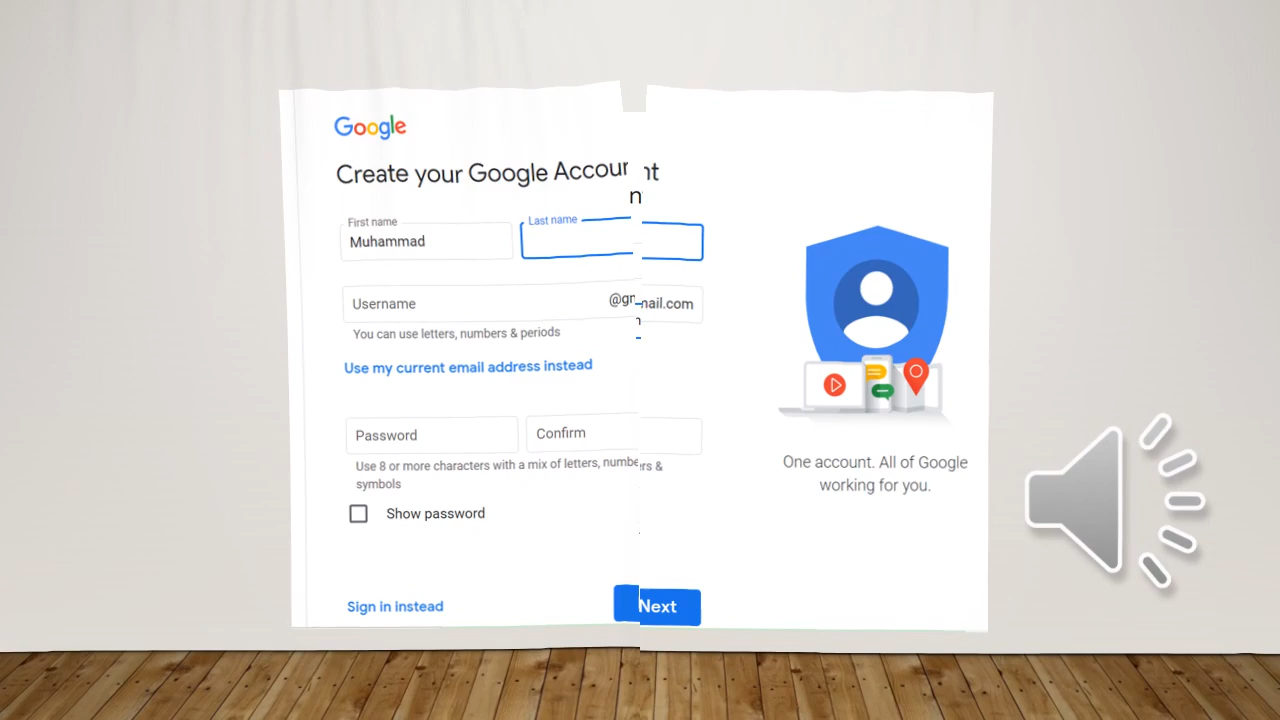 Google
Create your Google Account
First name
Muhammad
Last name
Username
@gmail.com
You can use letters, numbers & periods
Use my current email address instead
Password
Confirm
Use 8 or more characters with a mix of letters, numbers &
symbols
Show password
One account. All of Google
working for you.
Sign in instead
Next